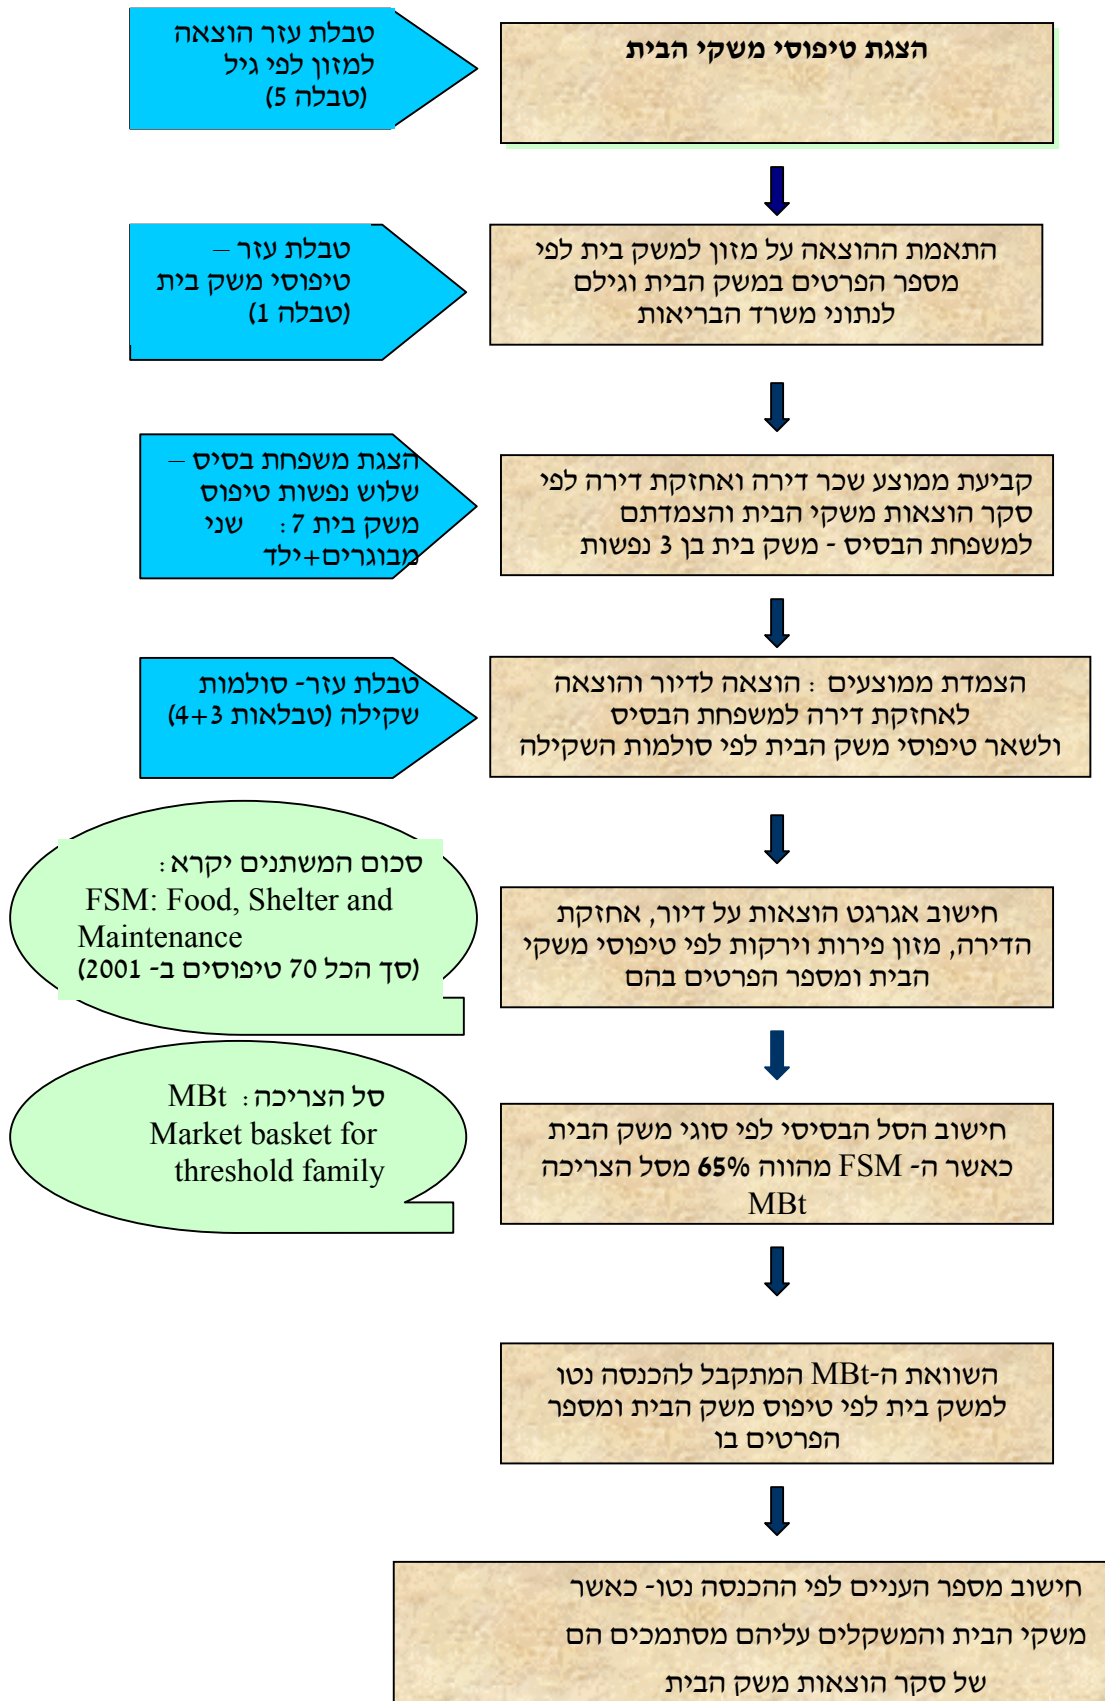 הצגת טיפוסי משקי הבית
טבלת עזר הוצאה
למזון לפי גיל
(טבלה 5)
התאמת ההוצאה על מזון למשק בית לפי
מספר הפרטים במשק הבית וגילם
לנתוני משרד הבריאות
טבלת עזר –
טיפוסי משק בית
(טבלה 1)
קביעת ממוצע שכר דירה ואחזקת דירה לפי
סקר הוצאות משקי הבית והצמדתם
למשפחת הבסיס - משק בית בן 3 נפשות
הצגת משפחת בסיס –
שלוש נפשות טיפוס
משק בית 7: שני
מבוגרים+ילד
הצמדת ממוצעים: הוצאה לדיור והוצאה
לאחזקת דירה למשפחת הבסיס
ולשאר טיפוסי משק הבית לפי סולמות השקילה
טבלת עזר- סולמות
שקילה (טבלאות 3+4)
חישוב אגרגט הוצאות על דיור, אחזקת
הדירה, מזון פירות וירקות לפי טיפוסי משקי
הבית ומספר הפרטים בהם
סכום המשתנים יקרא:
FSM: Food, Shelter and
Maintenance
(סך הכל 70 טיפוסים ב- 2001)
חישוב הסל הבסיסי לפי סוגי משק הבית
כאשר ה- FSM מהווה 65% מסל הצריכה
MBt
סל הצריכה: MBt
Market basket for
threshold family
השוואת ה-MBt המתקבל להכנסה נטו
למשק בית לפי טיפוס משק הבית ומספר
הפרטים בו
חישוב מספר העניים לפי ההכנסה נטו- כאשר
משקי הבית והמשקלים עליהם מסתמכים הם
של סקר הוצאות משק הבית